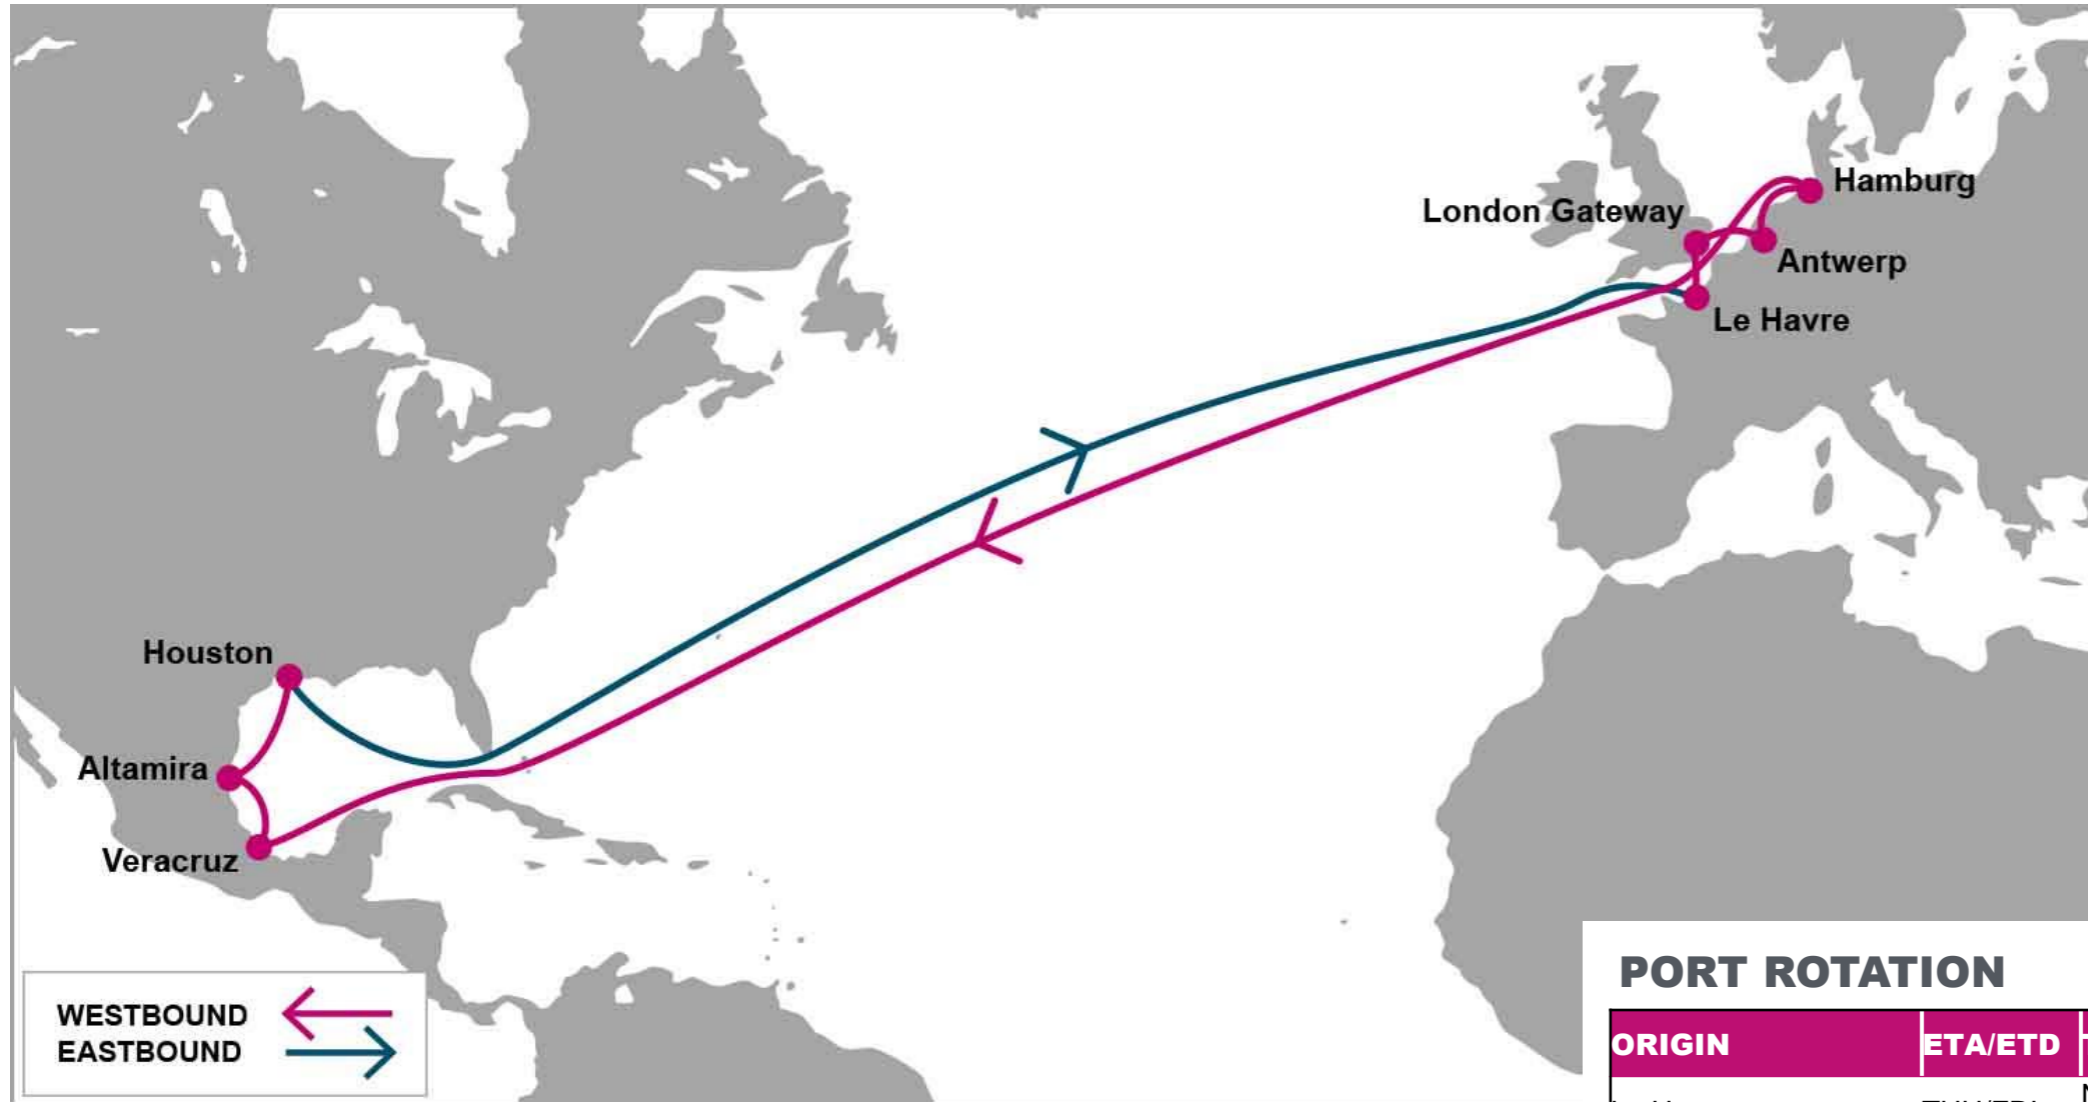 Hamburg
London Gateway
Antwerp
Le Havre
Houston
Altamira
Veracruz
WESTBOUND
EASTBOUND
PORT ROTATION
ORIGIN ETA/ETD